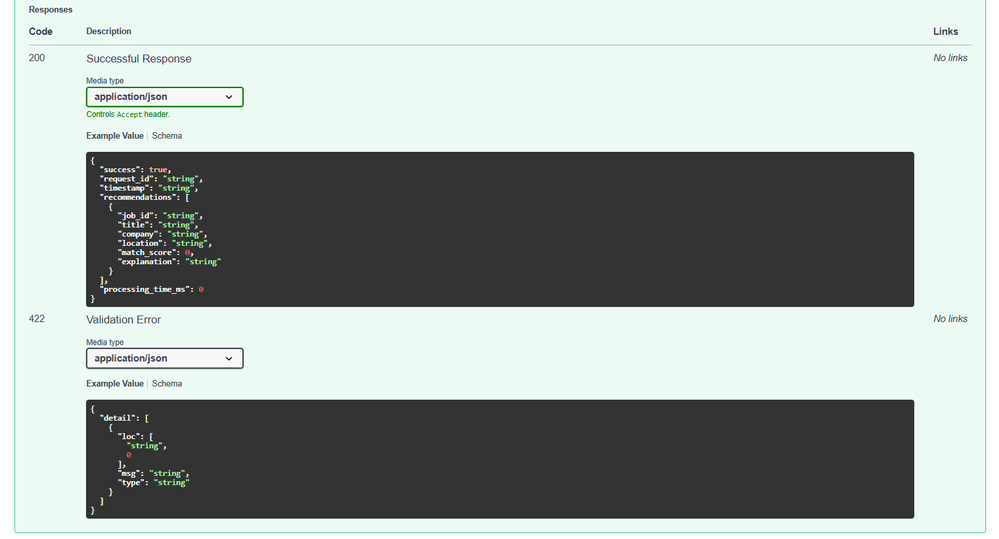 Responses
Code Description Links
200 Successful Response No links
Media type
application/json
Controls Accept header.
Example Value Schema
{
  "success": true,
  "request_id": "string",
  "timestamp": "string",
  "recommendations": [
    {
      "job_id": "string",
      "title": "string",
      "company": "string",
      "location": "string",
      "match_score": 0,
      "explanation": "string"
    }
  ],
  "processing_time_ms": 0
}
422 Validation Error No links
Media type
application/json
Example Value Schema
{
  "detail": [
    {
      "loc": [
        "string",
        0
      ],
      "msg": "string",
      "type": "string"
    }
  ]
}